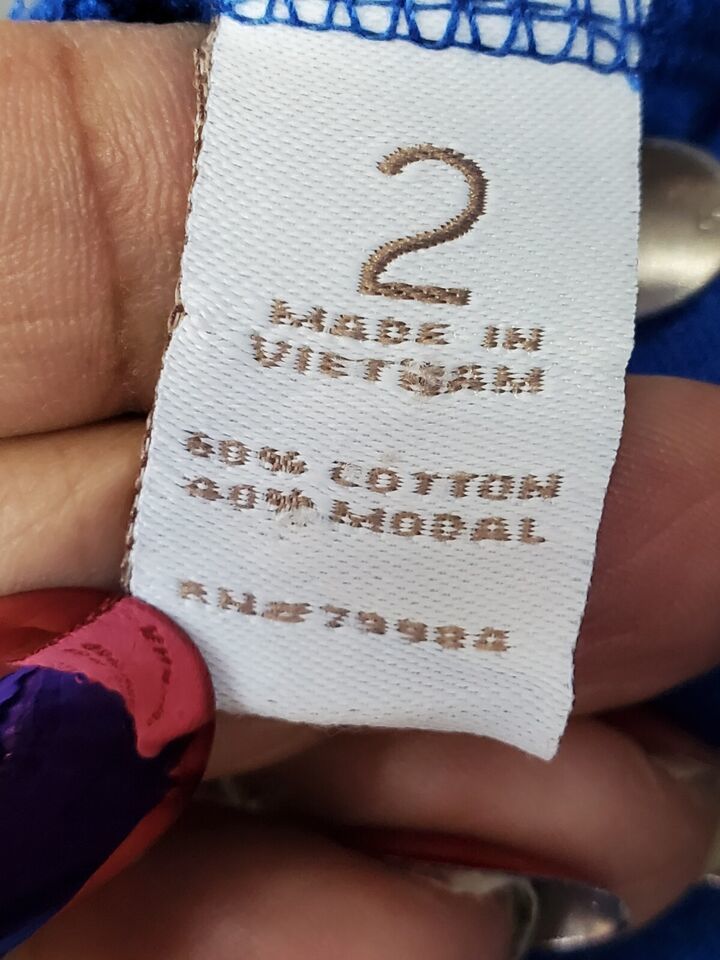 2
MADE IN
VIETNAM
60% COTTON
40% MODAL
RN#79984